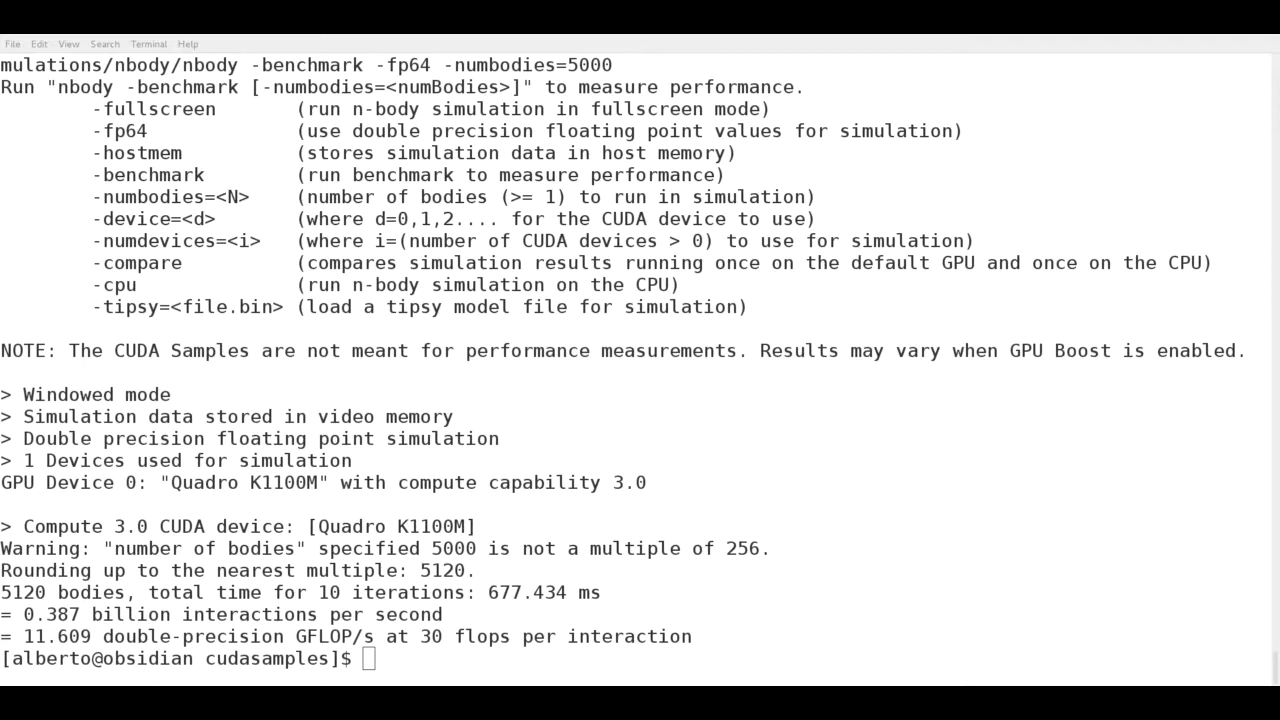 File Edit View Search Terminal Help
mulations/nbody/nbody -benchmark -fp64 -numbodies=5000
Run "nbody -benchmark [-numbodies=<numBodies>]" to measure performance.
        -fullscreen       (run n-body simulation in fullscreen mode)
        -fp64             (use double precision floating point values for simulation)
        -hostmem          (stores simulation data in host memory)
        -benchmark        (run benchmark to measure performance)
        -numbodies=<N>    (number of bodies (>= 1) to run in simulation)
        -device=<d>       (where d=0,1,2.... for the CUDA device to use)
        -numdevices=<i>   (where i=(number of CUDA devices > 0) to use for simulation)
        -compare          (compares simulation results running once on the default GPU and once on the CPU)
        -cpu              (run n-body simulation on the CPU)
        -tipsy=<file.bin> (load a tipsy model file for simulation)

NOTE: The CUDA Samples are not meant for performance measurements. Results may vary when GPU Boost is enabled.

> Windowed mode
> Simulation data stored in video memory
> Double precision floating point simulation
> 1 Devices used for simulation
GPU Device 0: "Quadro K1100M" with compute capability 3.0

> Compute 3.0 CUDA device: [Quadro K1100M]
Warning: "number of bodies" specified 5000 is not a multiple of 256.
Rounding up to the nearest multiple: 5120.
5120 bodies, total time for 10 iterations: 677.434 ms
= 0.387 billion interactions per second
= 11.609 double-precision GFLOP/s at 30 flops per interaction
[alberto@obsidian cudasamples]$